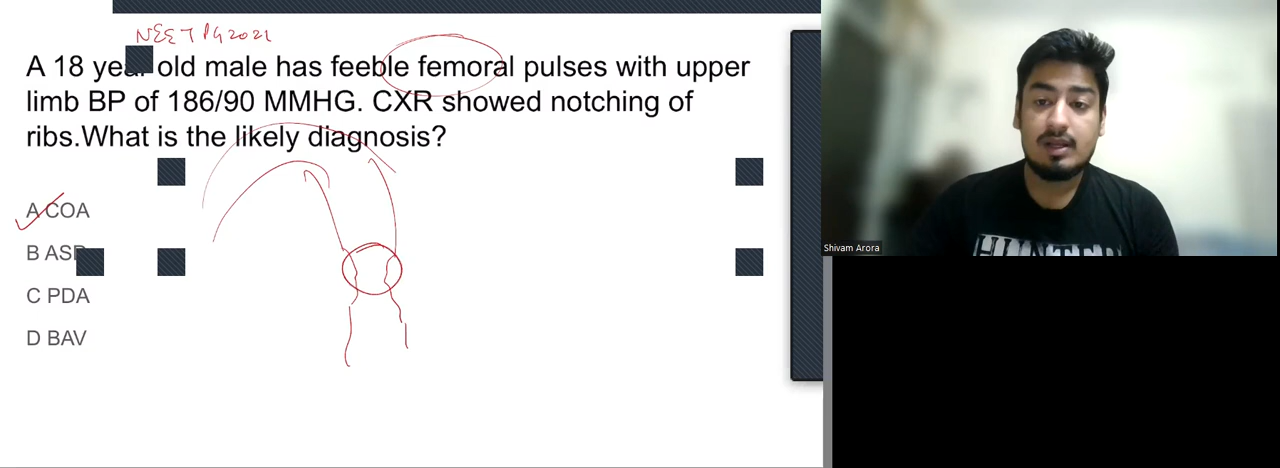 NEET PG 2021
A 18 year old male has feeble femoral pulses with upper
limb BP of 186/90 MMHG. CXR showed notching of
ribs.What is the likely diagnosis?
A COA
B ASD
C PDA
D BAV
Shivam Arora